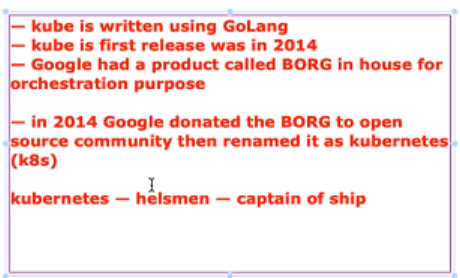 — kube is written using GoLang
— kube is first release was in 2014
— Google had a product called BORG in house for
orchestration purpose
— in 2014 Google donated the BORG to open
source community then renamed it as kubernetes
(k8s)
kubernetes — helsmen — captain of ship